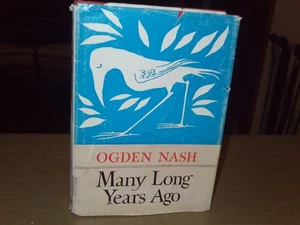 OGDEN NASH
Many Long
Years Ago